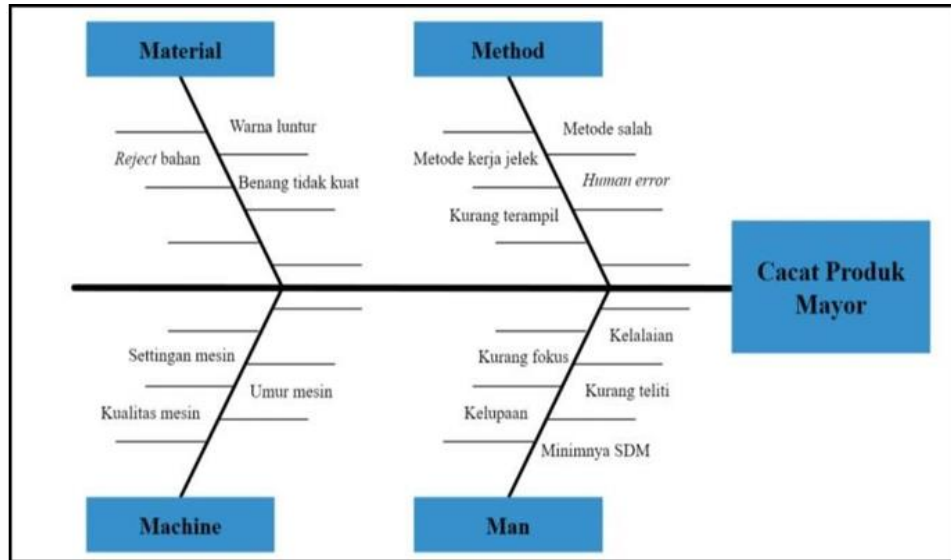 Material
Method
Warna luntur
Metode salah
Reject bahan
Metode kerja jelek
Benang tidak kuat
Human error
Kurang terampil
Cacat Produk
Mayor
Kelalaian
Settingan mesin
Kurang fokus
Umur mesin
Kurang teliti
Kualitas mesin
Kelupaan
Minimnya SDM
Machine
Man